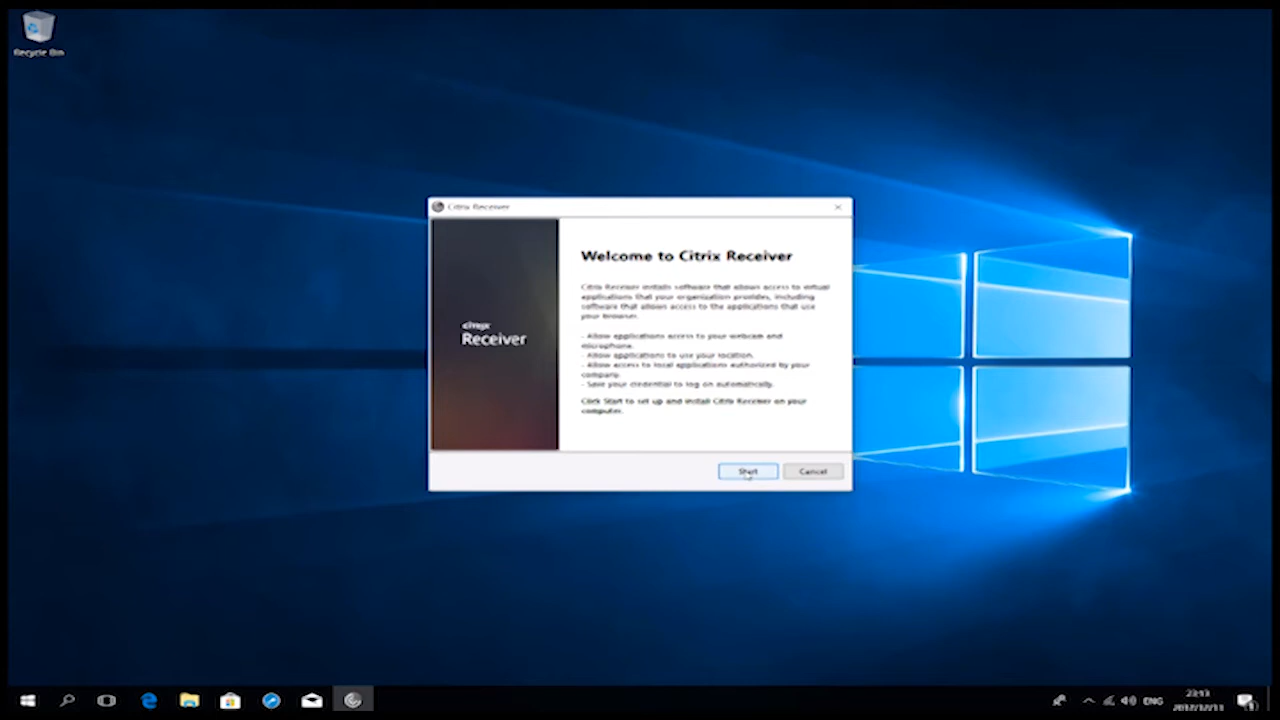 Recycle Bin
Citrix Receiver
Welcome to Citrix Receiver
Citrix Receiver installs software that allows access to virtual
applications that your organization provides, including
software that allows access to the applications that use
your browser.
- Allow applications access to your webcam and
microphone.
- Allow applications to use your location.
- Allow access to local applications authorized by your
company.
- Save your credential to log on automatically.
Click Start to set up and install Citrix Receiver on your
computer.
citrix
Receiver
Start
Cancel
ENG
23:13